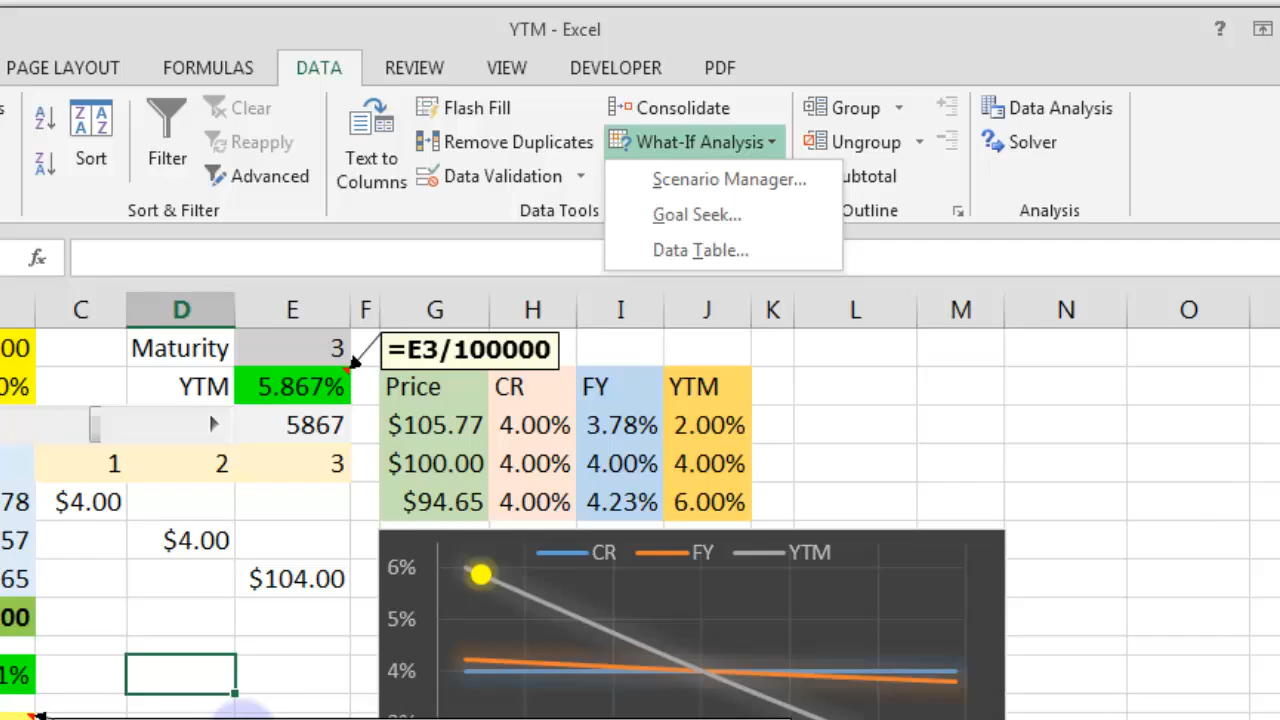 YTM - Excel
?
PAGE LAYOUT FORMULAS DATA REVIEW VIEW DEVELOPER PDF
Clear Flash Fill Consolidate Group Data Analysis
Reapply Remove Duplicates What-If Analysis Ungroup Solver
Sort Filter Advanced Text to Columns Data Validation Scenario Manager... ubtotal
Sort & Filter Data Tools Goal Seek... Outline Analysis
Data Table...
fx
C D E F G H I J K L M N O
00 Maturity 3 =E3/100000
0% YTM 5.867% Price CR FY YTM
5867 $105.77 4.00% 3.78% 2.00%
1 2 3 $100.00 4.00% 4.00% 4.00%
78 $4.00 $94.65 4.00% 4.23% 6.00%
57 $4.00 CR FY YTM
6%
65 $104.00
00 5%
1% 4%